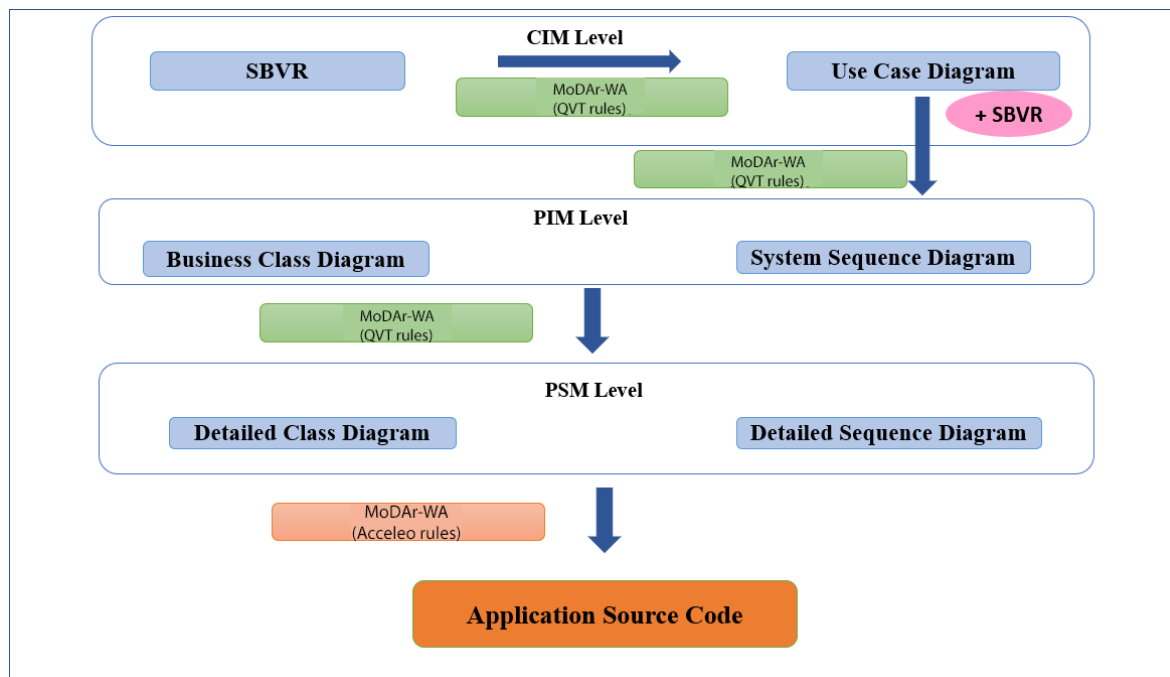 CIM Level
SBVR
MoDAr-WA
(QVT rules)
Use Case Diagram
+ SBVR
MoDAr-WA
(QVT rules)
PIM Level
Business Class Diagram
System Sequence Diagram
MoDAr-WA
(QVT rules)
PSM Level
Detailed Class Diagram
Detailed Sequence Diagram
MoDAr-WA
(Acceleo rules)
Application Source Code